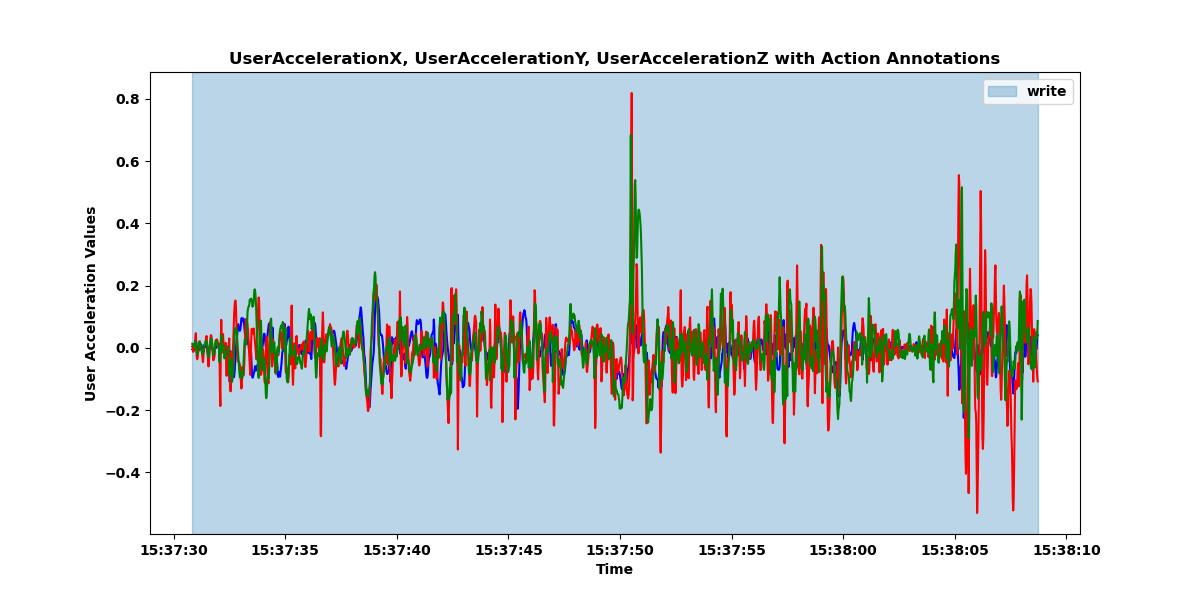 UserAccelerationX, UserAccelerationY, UserAccelerationZ with Action Annotations
write
User Acceleration Values
0.8
0.6
0.4
0.2
0.0
−0.2
−0.4
15:37:30 15:37:35 15:37:40 15:37:45 15:37:50 15:37:55 15:38:00 15:38:05 15:38:10
Time